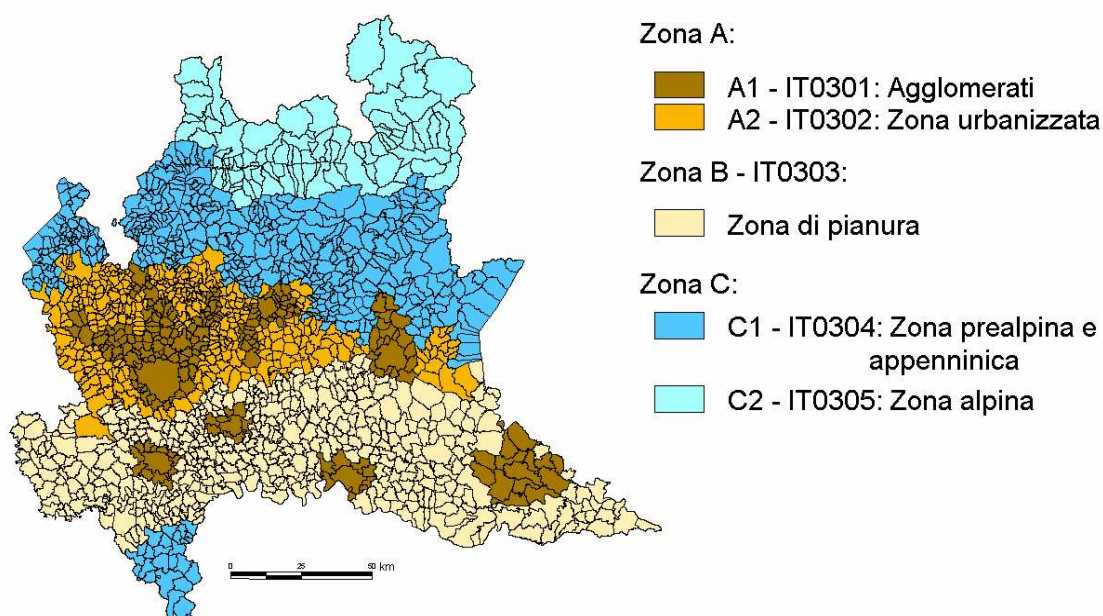 Zona A:
A1 - IT0301: Agglomerati
A2 - IT0302: Zona urbanizzata
Zona B - IT0303:
Zona di pianura
Zona C:
C1 - IT0304: Zona prealpina e
appenninica
C2 - IT0305: Zona alpina
0 25 50 km